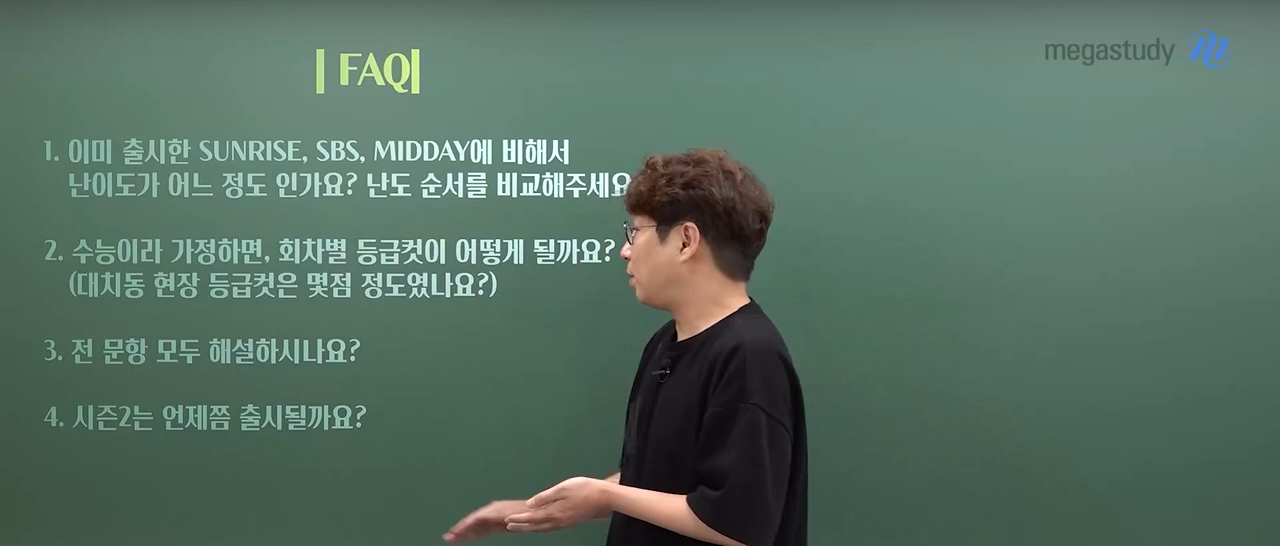 FAQ
megastudy
1. 이미 출시한 SUNRISE, SBS, MIDDAY에 비해서
난이도가 어느 정도 인가요? 난도 순서를 비교해주세요
2. 수능이라 가정하면, 회차별 등급컷이 어떻게 될까요?
(대치동 현장 등급컷은 몇점 정도였나요?)
3. 전 문항 모두 해설하시나요?
4. 시즌2는 언제쯤 출시될까요?